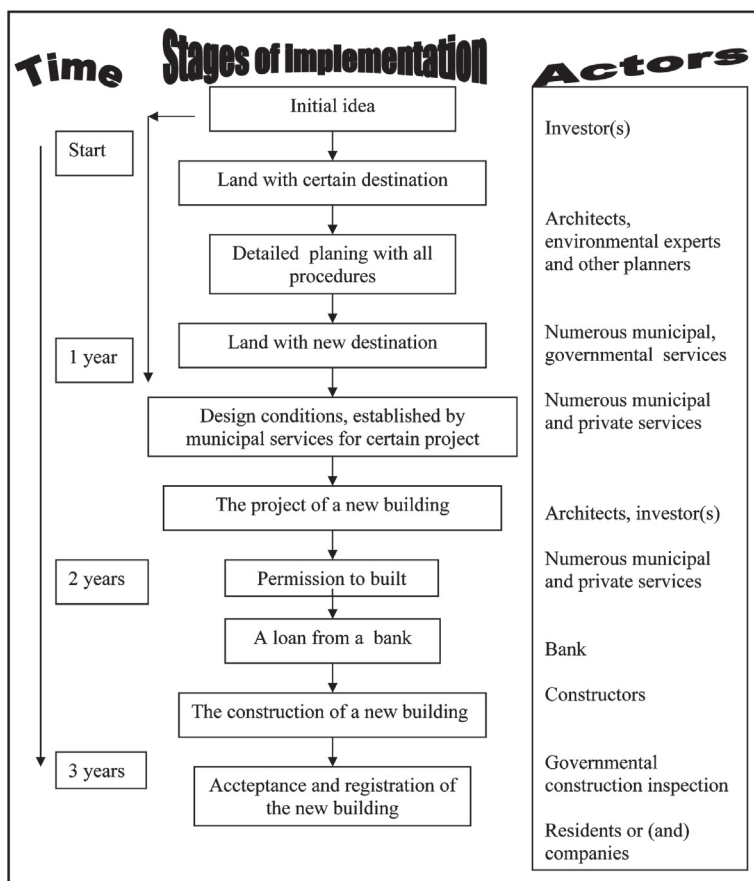 Time
Stages of Implementation
Actors
Initial idea
Start
Investor(s)
Land with certain destination
Architects,
environmental experts
and other planners
Detailed planing with all
procedures
1 year
Land with new destination
Numerous municipal,
governmental services
Design conditions, established by
municipal services for certain project
Numerous municipal
and private services
The project of a new building
Architects, investor(s)
2 years
Permission to built
Numerous municipal
and private services
A loan from a bank
Bank
The construction of a new building
Constructors
3 years
Accteptance and registration of
the new building
Governmental
construction inspection
Residents or (and)
companies